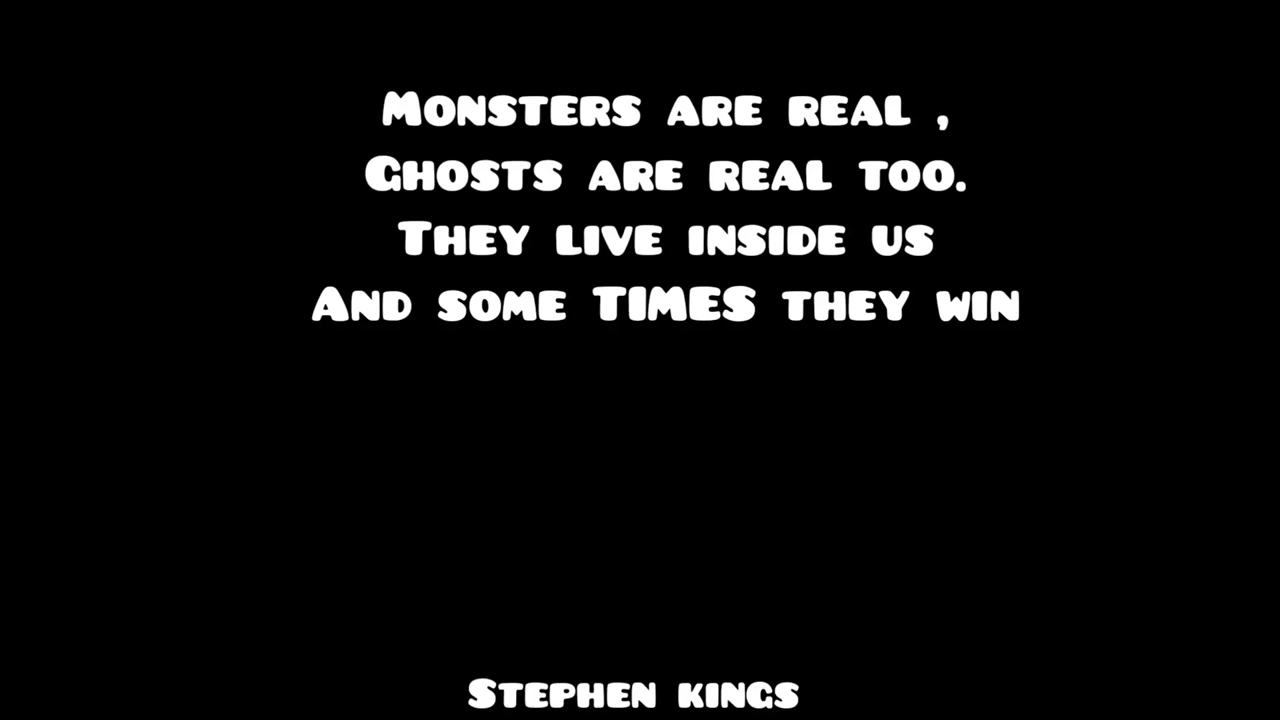 Monsters are real ,
Ghosts are real too.
They live inside us
And some TIMES they win
Stephen kings